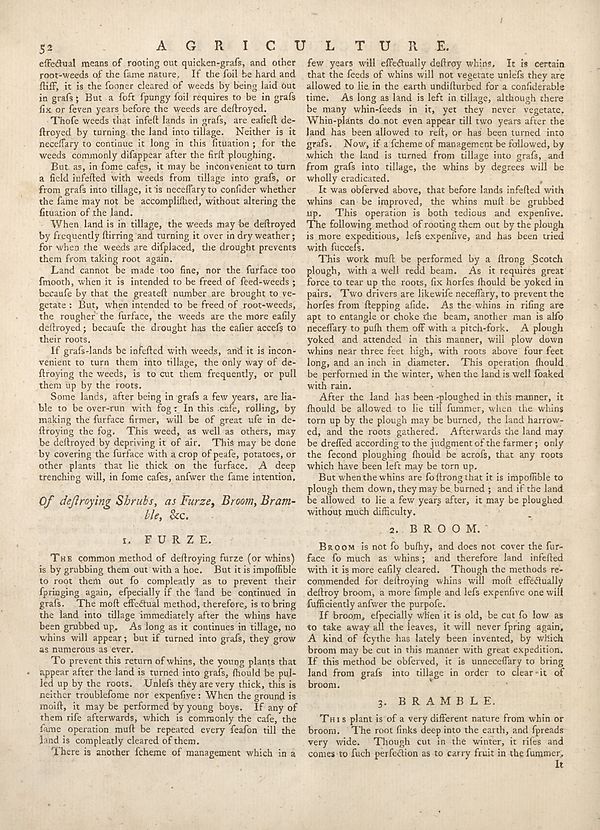 52 A G R I C U L T U R E.
effectual means of rooting out quicken-graſs, and other
root-weeds of the ſame nature. If the ſoil be hard and
ſtiff, it is the ſooner cleared of weeds by being laid out
in graſs ; But a ſoft ſpungy ſoil requires to be in graſs
ſix or ſeven years before the weeds are deſtroyed.
Thoſe weeds that infeſt lands in graſs, are eaſieſt de-
ſtroyed by turning the land into tillage. Neither is it
neceſſary to continue it long in this ſituation ; for the
weeds commonly diſappear after the firſt ploughing.
But as, in ſome caſes, it may be inconvenient to turn
a field infeſted with weeds from tillage into graſs, or
from graſs into tillage, it is neceſſary to conſider whether
the ſame may not be accompliſhed, without altering the
ſituation of the land.
When land is in tillage, the weeds may be deſtroyed
by frequently ſtirring and turning it over in dry weather ;
for when the weeds are diſplaced, the drought prevents
them from taking root again.
Land cannot be made too fine, nor the ſurface too
ſmooth, when it is intended to be freed of ſeed-weeds ;
becauſe by that the greateſt number are brought to ve-
getate : But, when intended to be freed of root-weeds,
the rougher the ſurface, the weeds are the more eaſily
deſtroyed ; becauſe the drought has the eaſier acceſs to
their roots.
If graſs-lands be infeſted with weeds, and it is incon-
venient to turn them into tillage, the only way of de-
ſtroying the weeds, is to cut them frequently, or pull
them up by the roots.
Some lands, after being in graſs a few years, are lia-
ble to be over-run with fog : In this caſe, rolling, by
making the ſurface firmer, will be of great uſe in de-
ſtroying the fog. This weed, as well as others, may
be deſtroyed by depriving it of air. This may be done
by covering the ſurface with a crop of peaſe, potatoes, or
other plants that lie thick on the ſurface. A deep
trenching will, in ſome caſes, anſwer the ſame intention.
Of deſtroying Shrubs, as Furze, Broom, Bram-
ble, &c.
1. F U R Z E.
THE common method of deſtroying furze (or whins)
is by grubbing them out with a hoe. But it is impoſſible
to root them out ſo compleatly as to prevent their
ſpringing again, eſpecially if the land be continued in
graſs. The moſt effectual method, therefore, is to bring
the land into tillage immediately after the whins have
been grubbed up. As long as it continues in tillage, no
whins will appear ; but if turned into graſs, they grow
as numerous as ever.
To prevent this return of whins, the young plants that
appear after the land is turned into graſs, ſhould be pul-
led up by the roots. Unleſs they are very thick, this is
neither troubleſome nor expenſive : When the ground is
moiſt, it may be performed by young boys. If any of
them riſe afterwards, which is commonly the caſe, the
ſame operation muſt be repeated every ſeaſon till the
land is compleatly cleared of them.
There is another ſcheme of management which in a
few years will effectually deſtroy whins. It is certain
that the ſeeds of whins will not vegetate unleſs they are
allowed to lie in the earth undiſturbed for a conſiderable
time. As long as land is left in tillage, although there
be many whin-ſeeds in it, yet they never vegetate.
Whin-plants do not even appear till two years after the
land has been allowed to reſt, or has been turned into
graſs. Now, if a ſcheme of management be followed, by
which the land is turned from tillage into graſs, and
from graſs into tillage, the whins by degrees will be
wholly eradicated.
It was obſerved above, that before lands infeſted with
whins can be improved, the whins muſt be grubbed
up. This operation is both tedious and expenſive.
The following method of rooting them out by the plough
is more expeditious, leſs expenſive, and has been tried
with ſucceſs.
This work muſt be performed by a ſtrong Scotch
plough, with a well redd beam. As it requires great
force to tear up the roots, ſix horſes ſhould be yoked in
pairs. Two drivers are likewiſe neceſſary, to prevent the
horſes from ſtepping aſide. As the whins in riſing are
apt to entangle or choke the beam, another man is alſo
neceſſary to puſh them off with a pitch-fork. A plough
yoked and attended in this manner, will plow down
whins near three feet high, with roots above four feet
long, and an inch in diameter. This operation ſhould
be performed in the winter, when the land is well ſoaked
with rain.
After the land has been ploughed in this manner, it
ſhould be allowed to lie till ſummer, when the whins
torn up by the plough may be burned, the land harrow-
ed, and the roots gathered. Afterwards the land may
be dreſſed according to the judgment of the farmer ; only
the ſecond ploughing ſhould be acroſs, that any roots
which have been left may be torn up.
But when the whins are ſo ſtrong that it is impoſſible to
plough them down, they may be burned ; and if the land
be allowed to lie a few years after, it may be ploughed
without much difficulty.
2. B R O O M.
BROOM is not ſo buſhy, and does not cover the ſur-
face ſo much as whins ; and therefore land infeſted
with it is more eaſily cleared. Though the methods re-
commended for deſtroying whins will moſt effectually
deſtroy broom, a more ſimple and leſs expenſive one will
ſufficiently anſwer the purpoſe.
If broom, eſpecially when it is old, be cut ſo low as
to take away all the leaves, it will never ſpring again.
A kind of ſcythe has lately been invented, by which
broom may be cut in this manner with great expedition.
If this method be obſerved, it is unneceſſary to bring
land from graſs into tillage in order to clear it of
broom.
3. B R A M B L E.
THIS plant is of a very different nature from whin or
broom. The root ſinks deep into the earth, and ſpreads
very wide. Though cut in the winter, it riſes and
comes to ſuch perfection as to carry fruit in the ſummer.
It